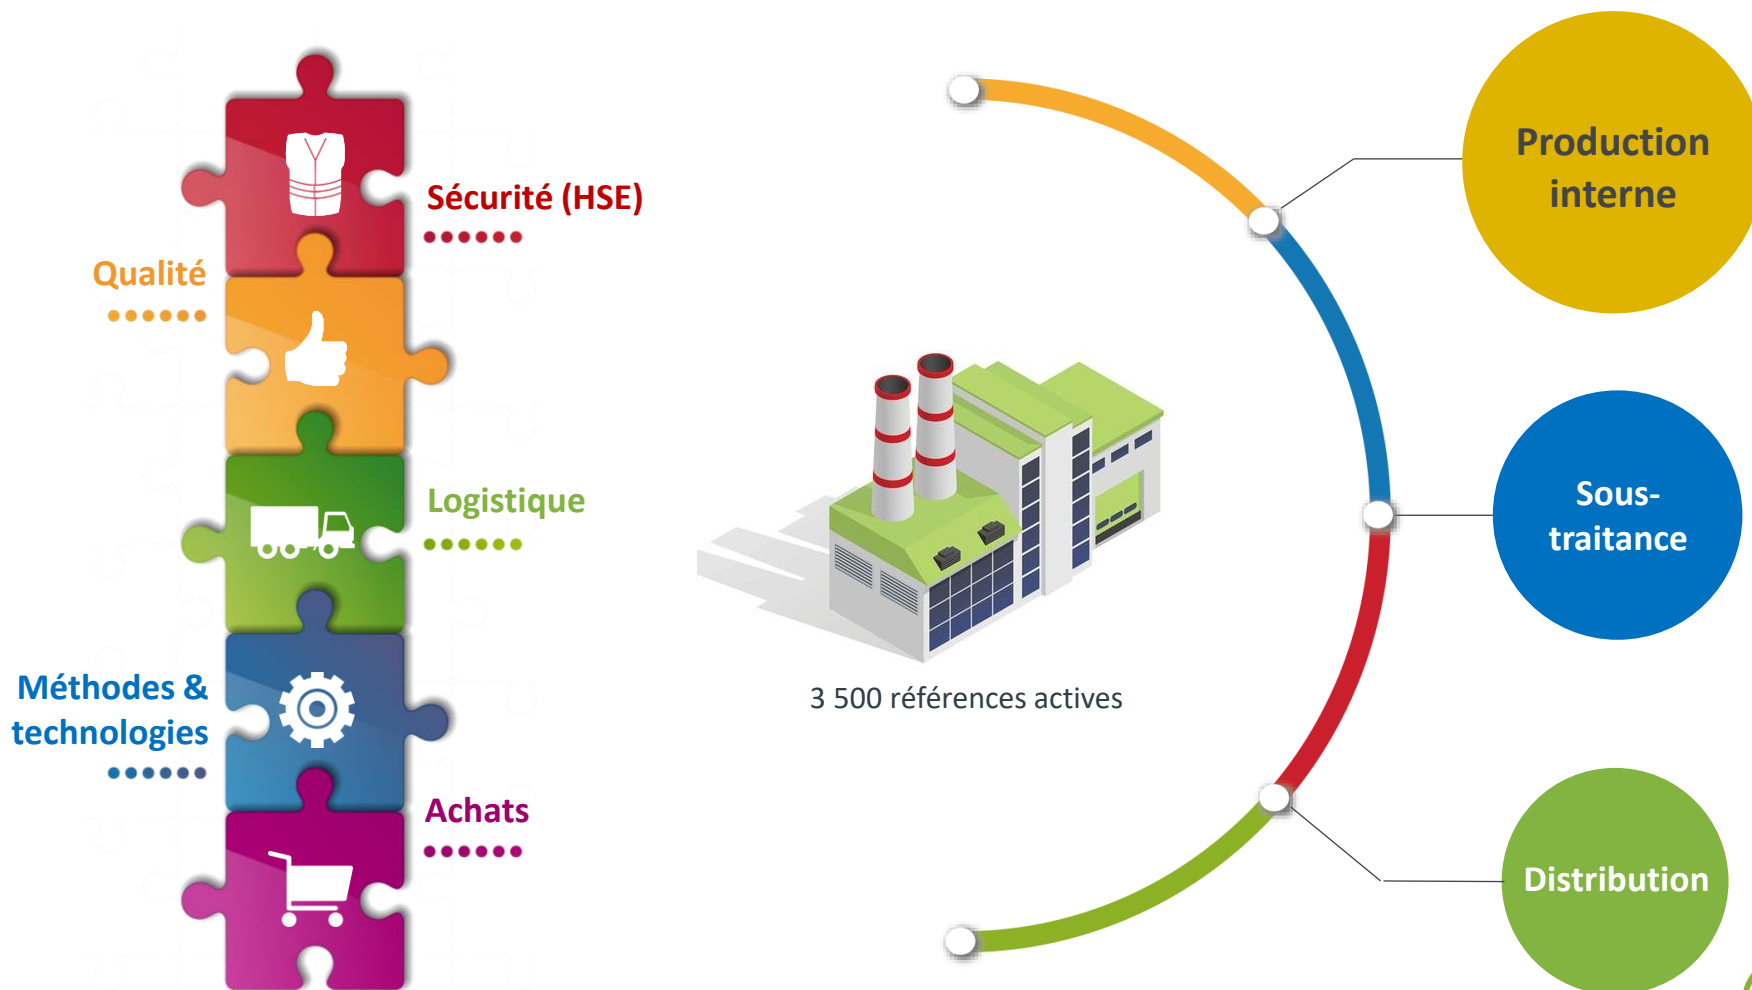 Sécurité (HSE)
Qualité
Logistique
Méthodes &
technologies
Achats
3 500 références actives
Production
interne
Sous-
traitance
Distribution